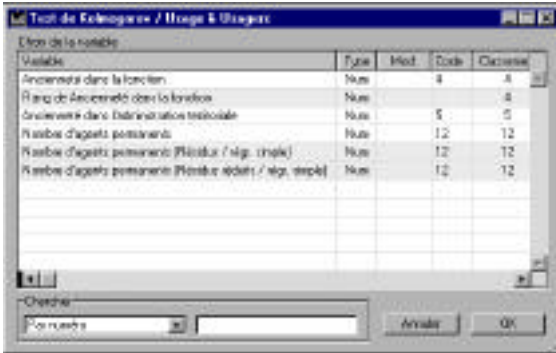 Test de Kolmogorov / Usage & Usagers
Choix de la variable
Variable Type Mod. Code Classes
Ancienneté dans la fonction Num 4 4
Rang de Ancienneté dans la fonction Num 4
Ancienneté dans l'administration territoriale Num 5 5
Nombre d'agents permanents Num 12 12
Nombre d'agents permanents (Résidus / régr. simple) Num 12 12
Nombre d'agents permanents (Résidus réduits / régr. simple) Num 12 12
Chercher
Par numéro
Annuler OK